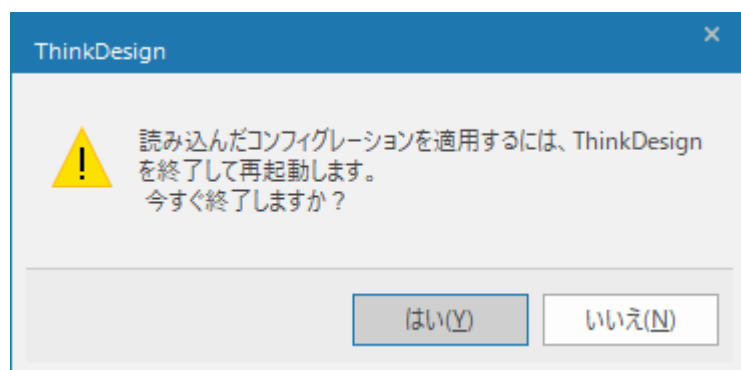 ThinkDesign
読み込んだコンフィグレーションを適用するには、ThinkDesign
を終了して再起動します。
今すぐ終了しますか？
はい(Y)
いいえ(N)